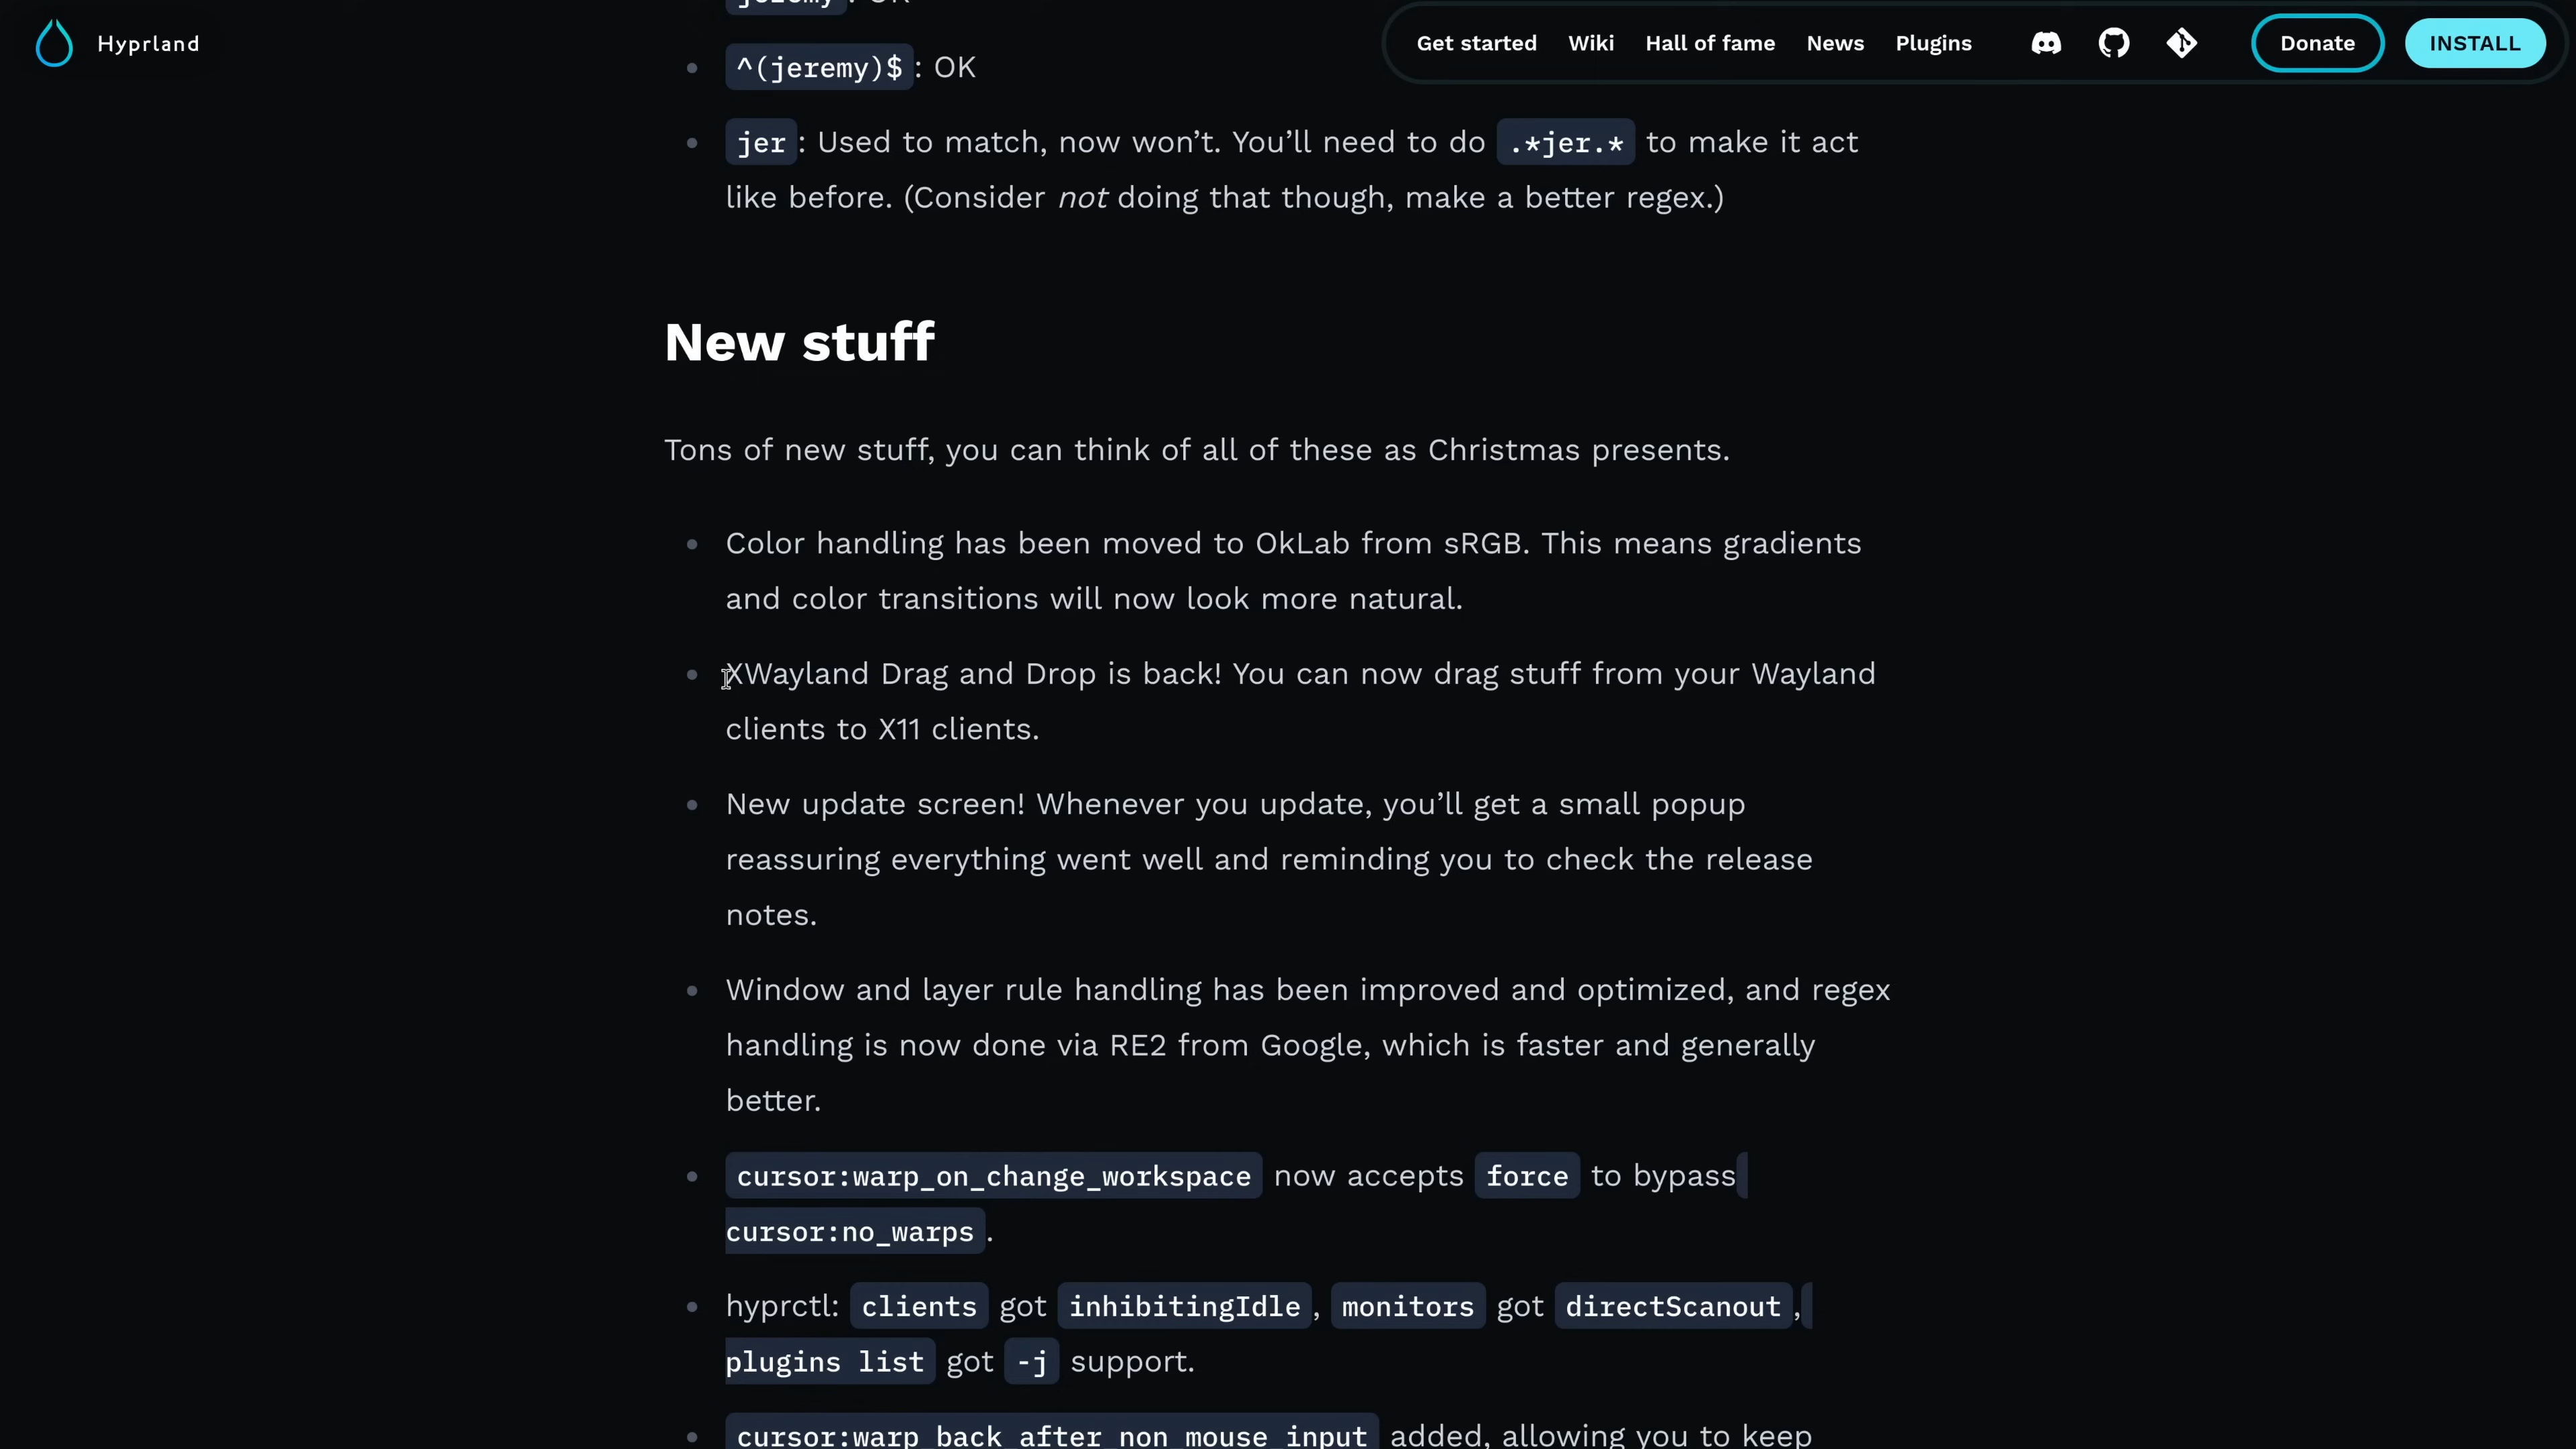 jeremy: OK
Hyprland
Get started Wiki Hall of fame News Plugins Donate INSTALL
^(jeremy)$: OK
jer: Used to match, now won’t. You’ll need to do .*jer.* to make it act
like before. (Consider not doing that though, make a better regex.)
New stuff
Tons of new stuff, you can think of all of these as Christmas presents.
Color handling has been moved to OkLab from sRGB. This means gradients
and color transitions will now look more natural.
XWayland Drag and Drop is back! You can now drag stuff from your Wayland
clients to X11 clients.
New update screen! Whenever you update, you’ll get a small popup
reassuring everything went well and reminding you to check the release
notes.
Window and layer rule handling has been improved and optimized, and regex
handling is now done via RE2 from Google, which is faster and generally
better.
cursor:warp_on_change_workspace now accepts force to bypass
cursor:no_warps.
hyprctl: clients got inhibitingIdle, monitors got directScanout,
plugins list got -j support.
cursor:warp_back_after_non_mouse_input added, allowing you to keep